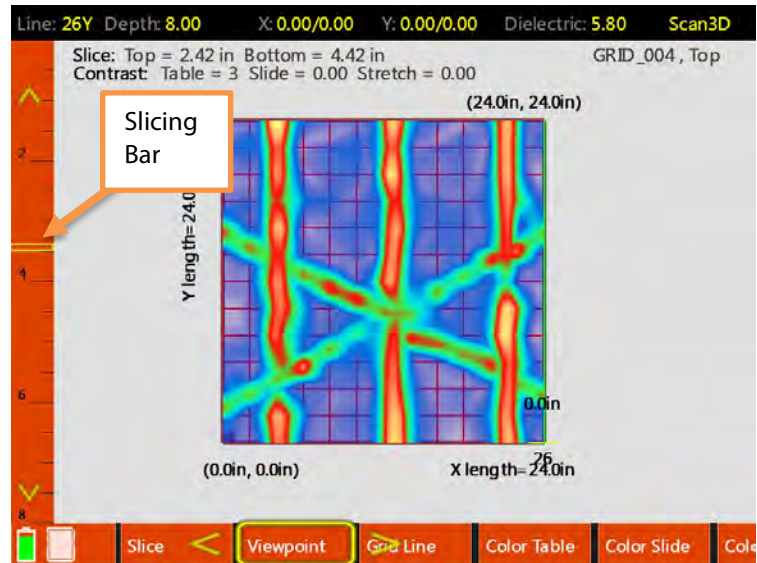 Line: 26Y Depth: 8.00 X: 0.00/0.00 Y: 0.00/0.00 Dielectric: 5.80 Scan3D
Slice: Top = 2.42 in Bottom = 4.42 in GRID_004 , Top
Contrast: Table = 3 Slide = 0.00 Stretch = 0.00
(24.0in, 24.0in)
Slicing
Bar
2
4
6
8
Y length=24.0
0.0in
26
(0.0in, 0.0in) X length=24.0in
Slice < Viewpoint Grid Line > Color Table Color Slide Col